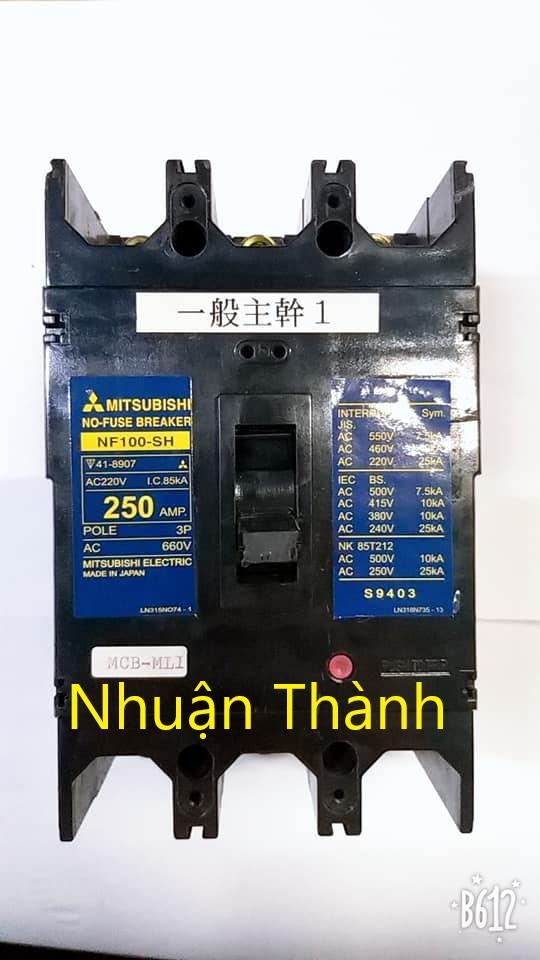 一般主幹1
MITSUBISHI
NO-FUSE BREAKER
NF100-SH
41-8907
AC220V I.C.85kA
250 AMP.
POLE 3P
AC 660V
MITSUBISHI ELECTRIC
MADE IN JAPAN
LN315NO74 - 1
Sym.
JIS.
AC 550V 7.5kA
AC 460V
AC 220V 25kA
IEC BS.
AC 500V 7.5kA
AC 415V 10kA
AC 380V 10kA
AC 240V 25kA
NK 85T212
AC 500V 10kA
AC 250V 25kA
S9403
LN318N735 - 13
MCB-ML1
Nhuận Thành
B612